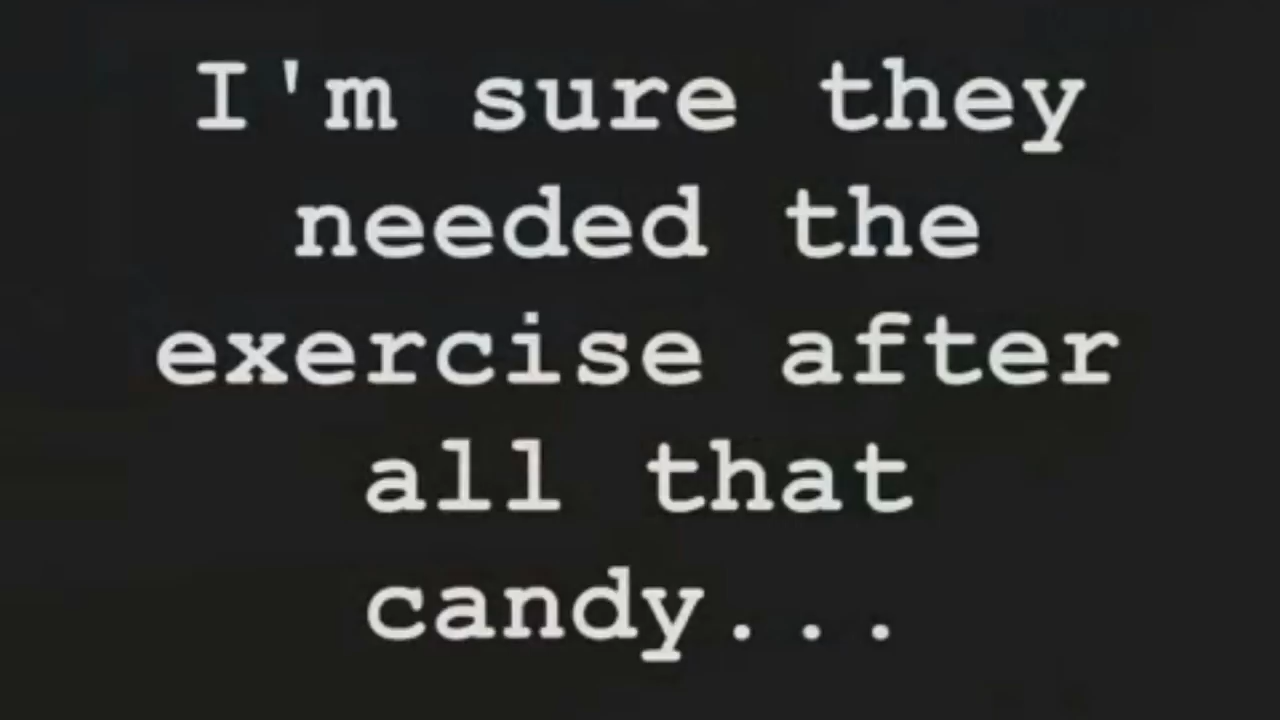 I'm sure they
needed the
exercise after
all that
candy...